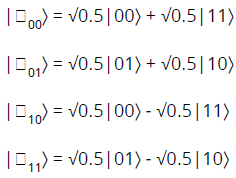 |□₀₀⟩ = √0.5|00⟩ + √0.5|11⟩
|□₀₁⟩ = √0.5|01⟩ + √0.5|10⟩
|□₁₀⟩ = √0.5|00⟩ - √0.5|11⟩
|□₁₁⟩ = √0.5|01⟩ - √0.5|10⟩